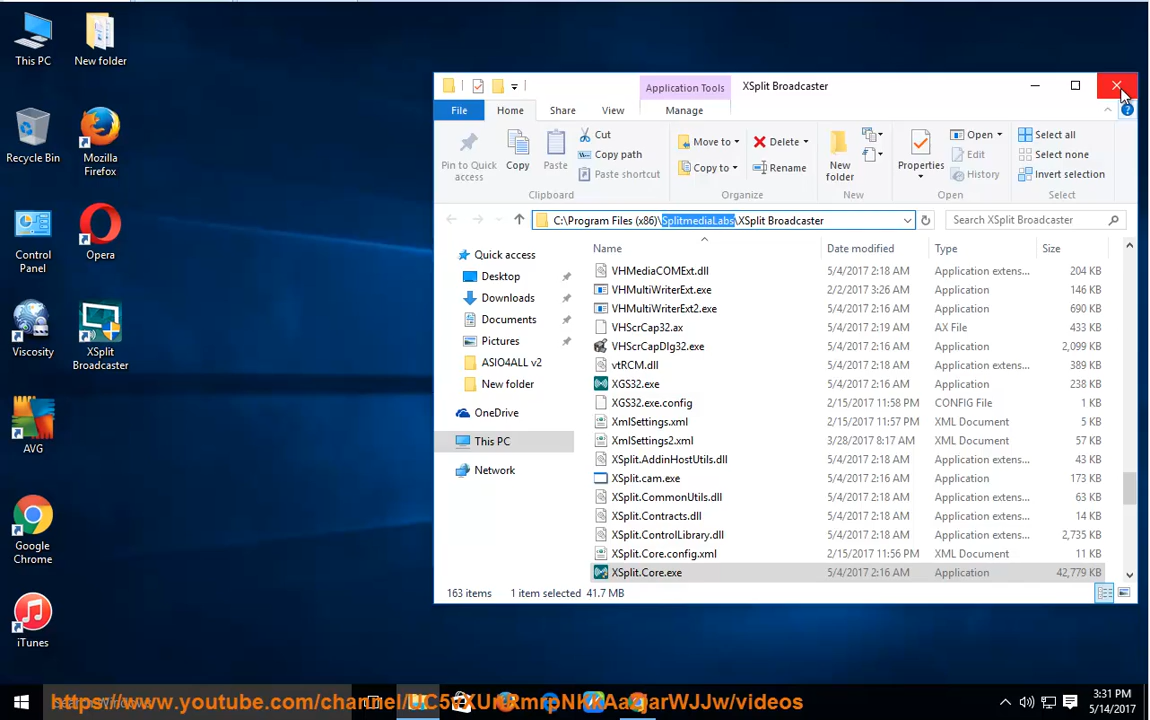 This PC
New folder
Recycle Bin
Mozilla
Firefox
Control
Panel
Opera
Viscosity
XSplit
Broadcaster
AVG
Google
Chrome
iTunes
Application Tools
XSplit Broadcaster
File
Home
Share
View
Manage
Pin to Quick
access
Copy
Paste
Cut
Copy path
Paste shortcut
Clipboard
Move to
Copy to
Delete
Rename
Organize
New
folder
New
Properties
Open
Edit
History
Open
Select all
Select none
Invert selection
Select
C:\Program Files (x86)\SplitmediaLabs\XSplit Broadcaster
Search XSplit Broadcaster
Quick access
Desktop
Downloads
Documents
Pictures
ASIO4ALL v2
New folder
OneDrive
This PC
Network
Name Date modified Type Size
VHMediaCOMExt.dll 5/4/2017 2:18 AM Application extens... 204 KB
VHMultiWriterExt.exe 2/2/2017 3:26 AM Application 146 KB
VHMultiWriterExt2.exe 5/4/2017 2:18 AM Application 690 KB
VHScrCap32.ax 5/4/2017 2:19 AM AX File 433 KB
VHScrCapDlg32.exe 5/4/2017 2:16 AM Application 2,099 KB
vtRCM.dll 5/4/2017 2:18 AM Application extens... 389 KB
XGS32.exe 5/4/2017 2:16 AM Application 238 KB
XGS32.exe.config 2/15/2017 11:58 PM CONFIG File 1 KB
XmlSettings.xml 2/15/2017 11:57 PM XML Document 5 KB
XmlSettings2.xml 3/28/2017 8:17 AM XML Document 57 KB
XSplit.AddinHostUtils.dll 5/4/2017 2:18 AM Application extens... 43 KB
XSplit.cam.exe 5/4/2017 2:16 AM Application 173 KB
XSplit.CommonUtils.dll 5/4/2017 2:18 AM Application extens... 63 KB
XSplit.Contracts.dll 5/4/2017 2:18 AM Application extens... 14 KB
XSplit.ControlLibrary.dll 5/4/2017 2:18 AM Application extens... 2,735 KB
XSplit.Core.config.xml 2/15/2017 11:56 PM XML Document 11 KB
XSplit.Core.exe 5/4/2017 2:16 AM Application 42,779 KB
163 items 1 item selected 41.7 MB
3:31 PM
5/14/2017